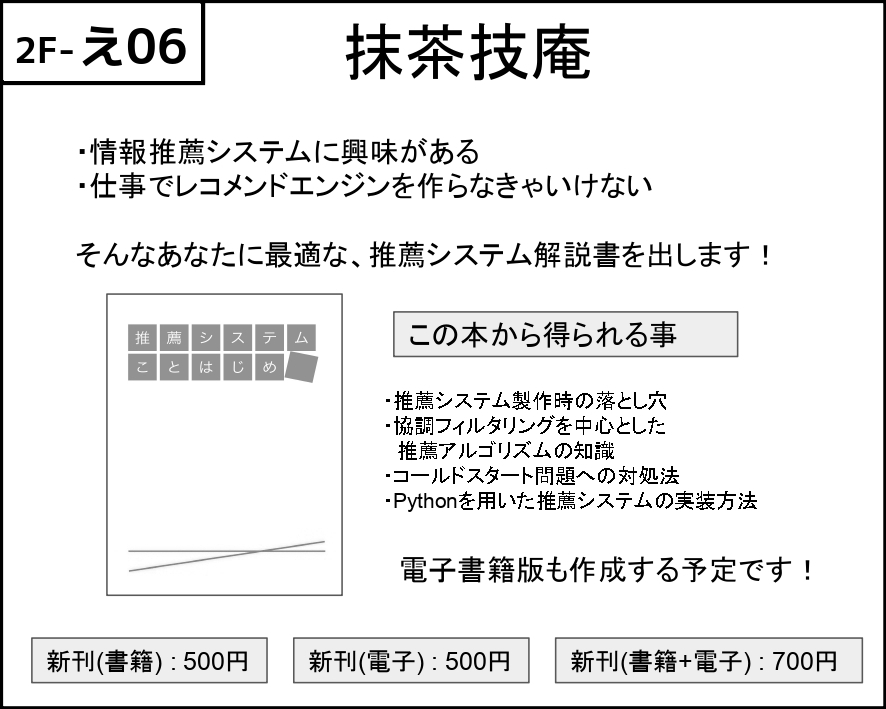 2F-え06
抹茶技庵
・情報推薦システムに興味がある
・仕事でレコメンドエンジンを作らなきゃいけない
そんなあなたに最適な、推薦システム解説書を出します！
推薦システム
ことはじめ
この本から得られる事
・推薦システム製作時の落とし穴
・協調フィルタリングを中心とした
推薦アルゴリズムの知識
・コールドスタート問題への対処法
・Pythonを用いた推薦システムの実装方法
電子書籍版も作成する予定です！
新刊(書籍) : 500円
新刊(電子) : 500円
新刊(書籍+電子) : 700円